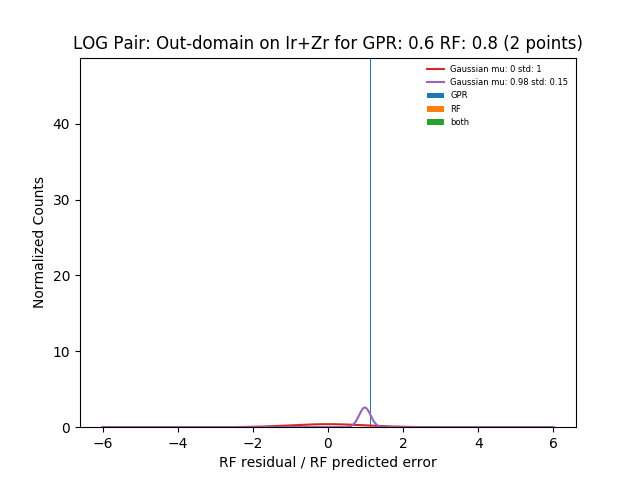 LOG Pair: Out-domain on Ir+Zr for GPR: 0.6 RF: 0.8 (2 points)
Gaussian mu: 0 std: 1
Gaussian mu: 0.98 std: 0.15
GPR
RF
both
Normalized Counts
40
30
20
10
0
−6
−4
−2
0
2
4
6
RF residual / RF predicted error